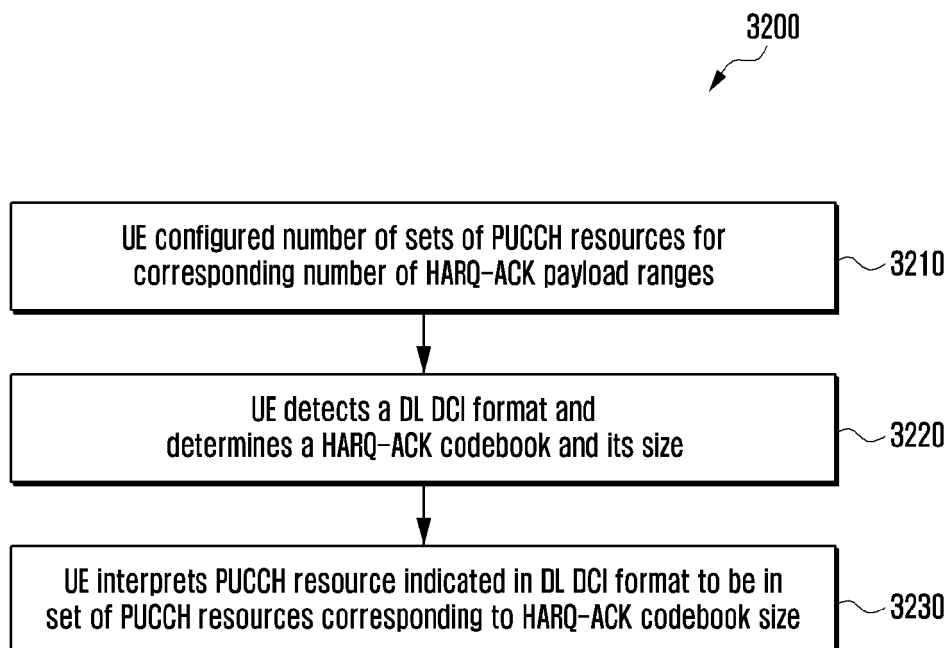 3200
UE configured number of sets of PUCCH resources for
corresponding number of HARQ-ACK payload ranges
3210
UE detects a DL DCI format and
determines a HARQ-ACK codebook and its size
3220
UE interprets PUCCH resource indicated in DL DCI format to be in
set of PUCCH resources corresponding to HARQ-ACK codebook size
3230